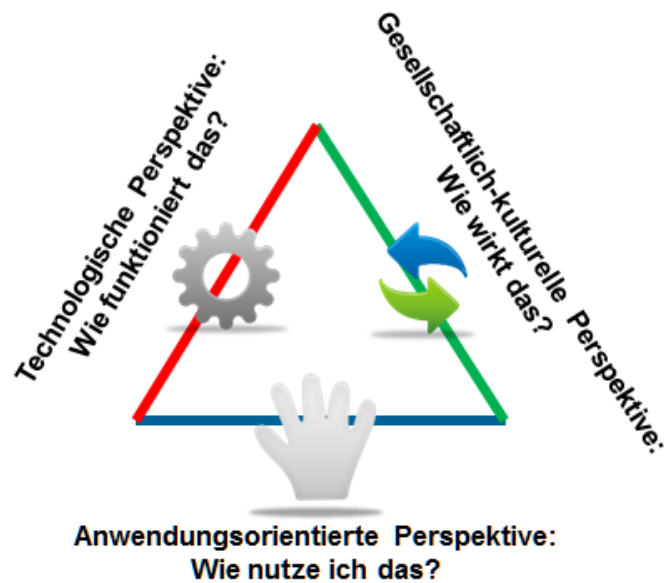 Technologische Perspektive:
Wie funktioniert das?
Gesellschaftlich-kulturelle Perspektive:
Wie wirkt das?
Anwendungsorientierte Perspektive:
Wie nutze ich das?